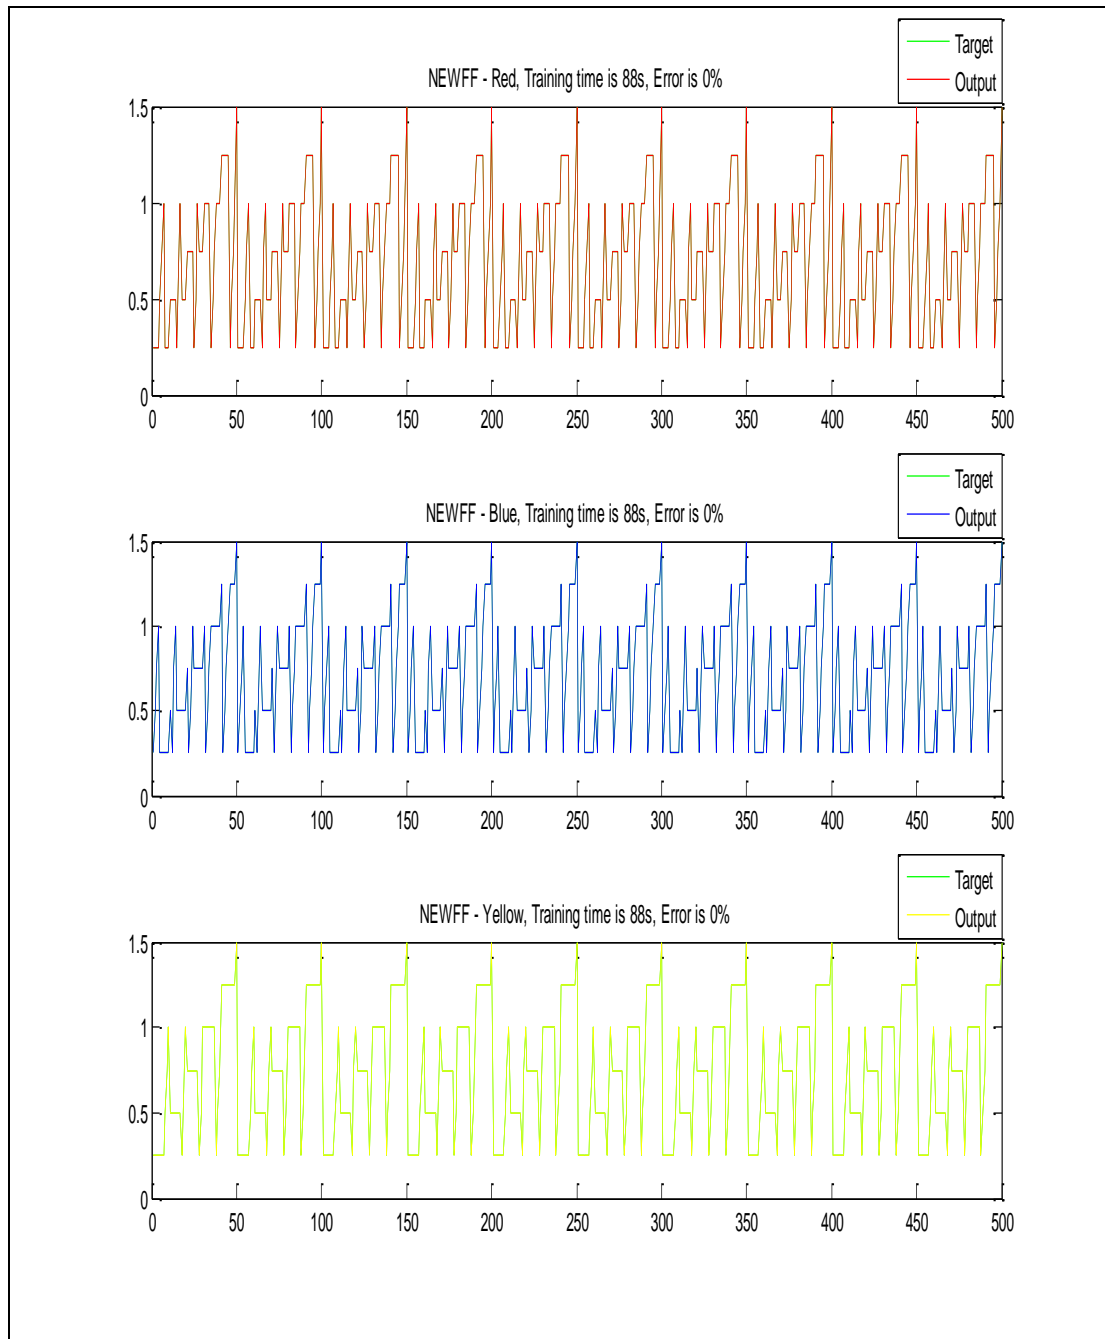 Target
Output
NEWFF - Red, Training time is 88s, Error is 0%
1.5
1
0.5
0
0 50 100 150 200 250 300 350 400 450 500
Target
Output
NEWFF - Blue, Training time is 88s, Error is 0%
1.5
1
0.5
0
0 50 100 150 200 250 300 350 400 450 500
Target
Output
NEWFF - Yellow, Training time is 88s, Error is 0%
1.5
1
0.5
0
0 50 100 150 200 250 300 350 400 450 500